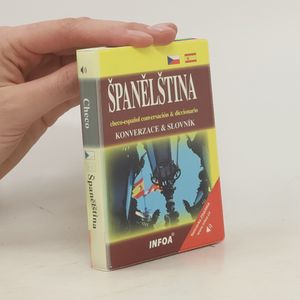 ŠPANĚLŠTINA
checo-español conversación & diccionario
KONVERZACE & SLOVNÍK
INFOA
Checo
Španělština